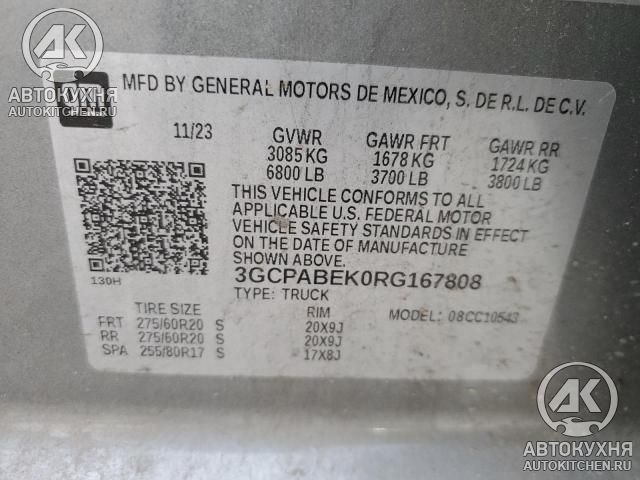 АВТОКУХНЯ
AUTOKITCHEN.RU
MFD BY GENERAL MOTORS DE MEXICO, S. DE R.L. DE C.V.
11/23 GVWR GAWR FRT GAWR RR
3085 KG 1678 KG 1724 KG
6800 LB 3700 LB 3800 LB
THIS VEHICLE CONFORMS TO ALL
APPLICABLE U.S. FEDERAL MOTOR
VEHICLE SAFETY STANDARDS IN EFFECT
ON THE DATE OF MANUFACTURE
SHOWN ABOVE.
3GCPABEK0RG167808
130H
TYPE: TRUCK
TIRE SIZE RIM MODEL: 08CC10543
FRT 275/60R20 S 20X9J
RR 275/60R20 S 20X9J
SPA 255/80R17 S 17X8J
АК
АВТОКУХНЯ
AUTOKITCHEN.RU